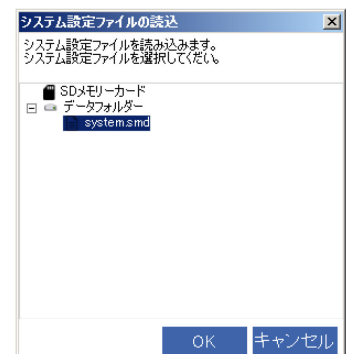 システム設定ファイルの読込
システム設定ファイルを読み込みます。
システム設定ファイルを選択してください。
SDメモリーカード
データフォルダー
system.smd
OK
キャンセル